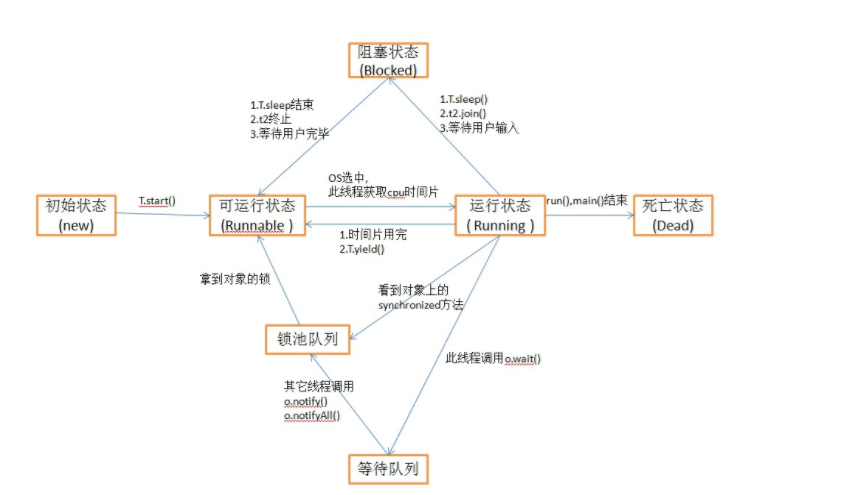 阻塞状态
(Blocked)
1.T.sleep结束
2.t2终止
3.等待用户完毕
1.T.sleep()
2.t2.join()
3.等待用户输入
OS选中，
此线程获取cpu时间片
初始状态
(new)
T.start()
可运行状态
(Runnable )
运行状态
( Running )
run(),main()结束
死亡状态
(Dead)
1.时间片用完
2.T.yield()
拿到对象的锁
看到对象上的
synchronized方法
锁池队列
此线程调用o.wait()
其它线程调用
o.notify()
o.notifyAll()
等待队列